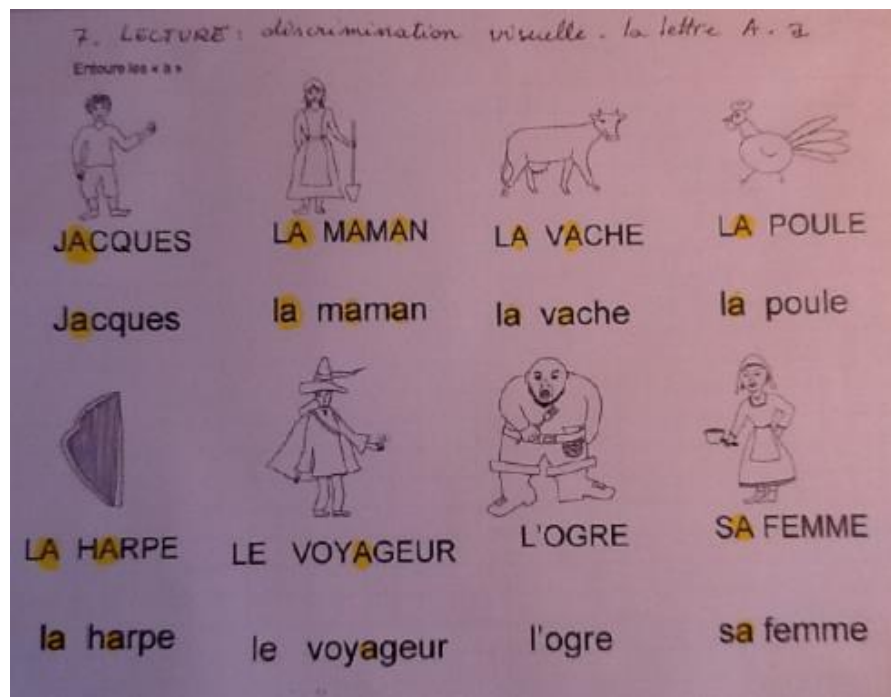 7. LECTURE : discrimination visuelle. la lettre A. a
Entoure les « a »
JACQUES LA MAMAN LA VACHE LA POULE
Jacques la maman la vache la poule
LA HARPE LE VOYAGEUR L'OGRE SA FEMME
la harpe le voyageur l'ogre sa femme